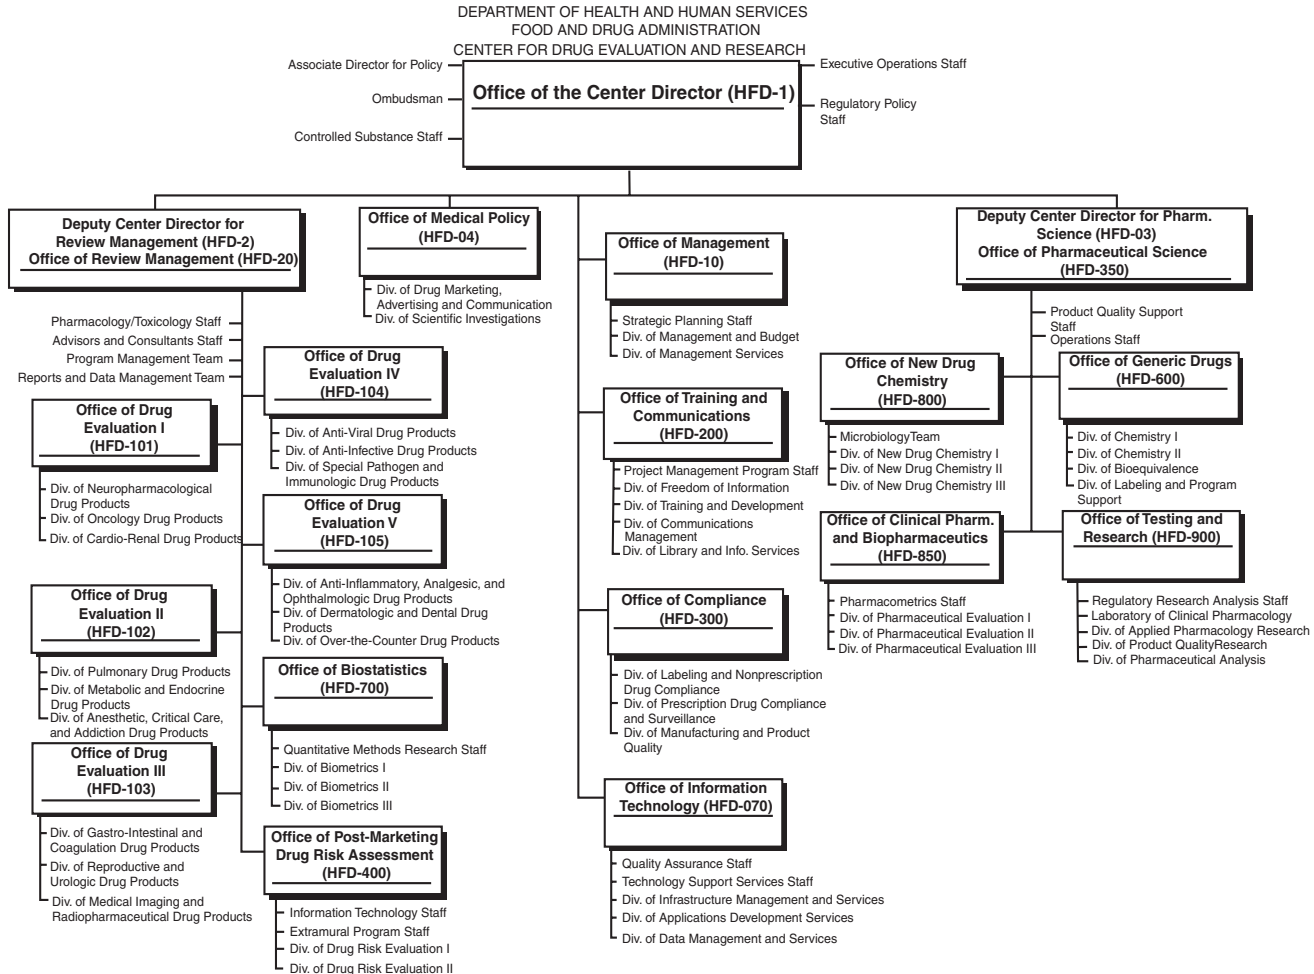 DEPARTMENT OF HEALTH AND HUMAN SERVICES
FOOD AND DRUG ADMINISTRATION
CENTER FOR DRUG EVALUATION AND RESEARCH
Associate Director for Policy
Ombudsman
Controlled Substance Staff
Office of the Center Director (HFD-1)
Executive Operations Staff
Regulatory Policy
Staff
Deputy Center Director for
Review Management (HFD-2)
Office of Review Management (HFD-20)
Pharmacology/Toxicology Staff
Advisors and Consultants Staff
Program Management Team
Reports and Data Management Team
Office of Drug
Evaluation I
(HFD-101)
Div. of Neuropharmacological
Drug Products
Div. of Oncology Drug Products
Div. of Cardio-Renal Drug Products
Office of Drug
Evaluation II
(HFD-102)
Div. of Pulmonary Drug Products
Div. of Metabolic and Endocrine
Drug Products
Div. of Anesthetic, Critical Care,
and Addiction Drug Products
Office of Drug
Evaluation III
(HFD-103)
Div. of Gastro-Intestinal and
Coagulation Drug Products
Div. of Reproductive and
Urologic Drug Products
Div. of Medical Imaging and
Radiopharmaceutical Drug Products
Office of Drug
Evaluation IV
(HFD-104)
Div. of Anti-Viral Drug Products
Div. of Anti-Infective Drug Products
Div. of Special Pathogen and
Immunologic Drug Products
Office of Drug
Evaluation V
(HFD-105)
Div. of Anti-Inflammatory, Analgesic, and
Ophthalmologic Drug Products
Div. of Dermatologic and Dental Drug
Products
Div. of Over-the-Counter Drug Products
Office of Biostatistics
(HFD-700)
Quantitative Methods Research Staff
Div. of Biometrics I
Div. of Biometrics II
Div. of Biometrics III
Office of Post-Marketing
Drug Risk Assessment
(HFD-400)
Information Technology Staff
Extramural Program Staff
Div. of Drug Risk Evaluation I
Div. of Drug Risk Evaluation II
Office of Medical Policy
(HFD-04)
Div. of Drug Marketing,
Advertising and Communication
Div. of Scientific Investigations
Office of Management
(HFD-10)
Strategic Planning Staff
Div. of Management and Budget
Div. of Management Services
Office of Training and
Communications
(HFD-200)
Project Management Program Staff
Div. of Freedom of Information
Div. of Training and Development
Div. of Communications
Management
Div. of Library and Info. Services
Office of Compliance
(HFD-300)
Div. of Labeling and Nonprescription
Drug Compliance
Div. of Prescription Drug Compliance
and Surveillance
Div. of Manufacturing and Product
Quality
Office of Information
Technology (HFD-070)
Quality Assurance Staff
Technology Support Services Staff
Div. of Infrastructure Management and Services
Div. of Applications Development Services
Div. of Data Management and Services
Deputy Center Director for Pharm.
Science (HFD-03)
Office of Pharmaceutical Science
(HFD-350)
Product Quality Support
Staff
Operations Staff
Office of New Drug
Chemistry
(HFD-800)
MicrobiologyTeam
Div. of New Drug Chemistry I
Div. of New Drug Chemistry II
Div. of New Drug Chemistry III
Office of Generic Drugs
(HFD-600)
Div. of Chemistry I
Div. of Chemistry II
Div. of Bioequivalence
Div. of Labeling and Program
Support
Office of Clinical Pharm.
and Biopharmaceutics
(HFD-850)
Pharmacometrics Staff
Div. of Pharmaceutical Evaluation I
Div. of Pharmaceutical Evaluation II
Div. of Pharmaceutical Evaluation III
Office of Testing and
Research (HFD-900)
Regulatory Research Analysis Staff
Laboratory of Clinical Pharmacology
Div. of Applied Pharmacology Research
Div. of Product QualityResearch
Div. of Pharmaceutical Analysis